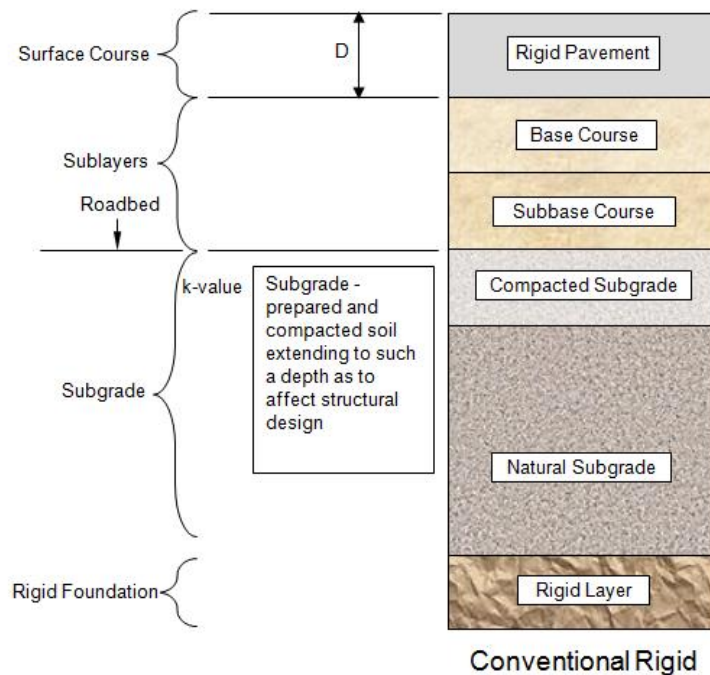 Surface Course
D
Rigid Pavement
Base Course
Sublayers
Roadbed
Subbase Course
k-value
Subgrade -
prepared and
compacted soil
extending to such
a depth as to
affect structural
design
Compacted Subgrade
Subgrade
Natural Subgrade
Rigid Foundation
Rigid Layer
Conventional Rigid